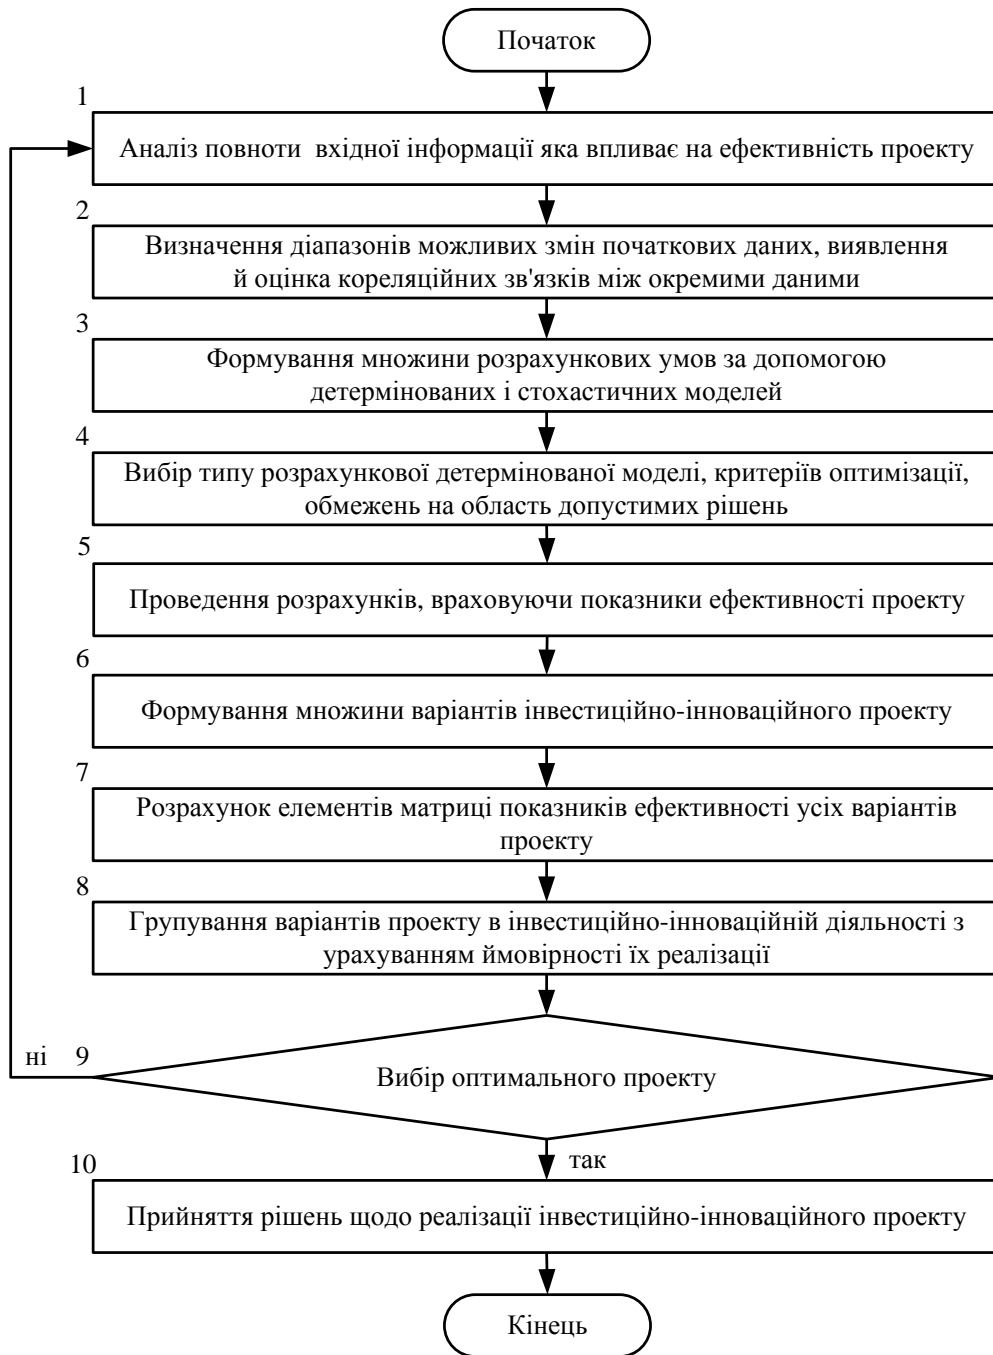 Початок
1
Аналіз повноти вхідної інформації яка впливає на ефективність проекту
2
Визначення діапазонів можливих змін початкових даних, виявлення
й оцінка кореляційних зв'язків між окремими даними
3
Формування множини розрахункових умов за допомогою
детермінованих і стохастичних моделей
4
Вибір типу розрахункової детермінованої моделі, критеріїв оптимізації,
обмежень на область допустимих рішень
5
Проведення розрахунків, враховуючи показники ефективності проекту
6
Формування множини варіантів інвестиційно-інноваційного проекту
7
Розрахунок елементів матриці показників ефективності усіх варіантів
проекту
8
Групування варіантів проекту в інвестиційно-інноваційній діяльності з
урахуванням ймовірності їх реалізації
ні 9
Вибір оптимального проекту
так
10
Прийняття рішень щодо реалізації інвестиційно-інноваційного проекту
Кінець